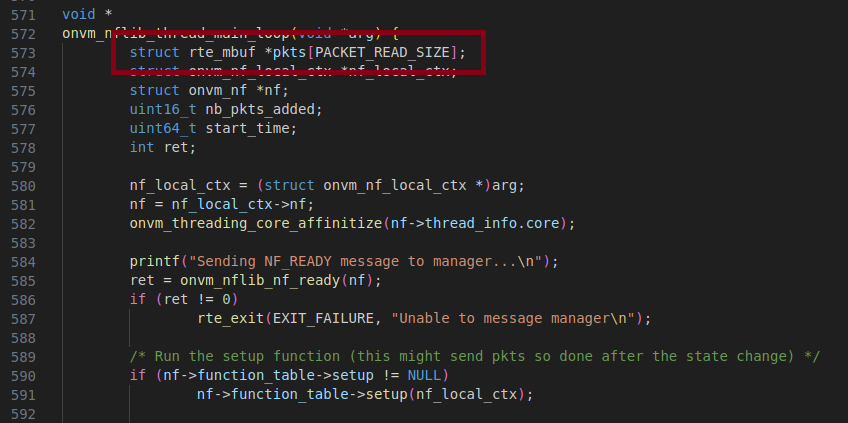 571 void *
572 onvm_nflib_thread_main_loop(void *arg) {
573 struct rte_mbuf *pkts[PACKET_READ_SIZE];
574 struct onvm_nf_local_ctx *nf_local_ctx;
575 struct onvm_nf *nf;
576 uint16_t nb_pkts_added;
577 uint64_t start_time;
578 int ret;
579
580 nf_local_ctx = (struct onvm_nf_local_ctx *)arg;
581 nf = nf_local_ctx->nf;
582 onvm_threading_core_affinitize(nf->thread_info.core);
583
584 printf("Sending NF_READY message to manager...\n");
585 ret = onvm_nflib_nf_ready(nf);
586 if (ret != 0)
587 rte_exit(EXIT_FAILURE, "Unable to message manager\n");
588
589 /* Run the setup function (this might send pkts so done after the state change) */
590 if (nf->function_table->setup != NULL)
591 nf->function_table->setup(nf_local_ctx);
592